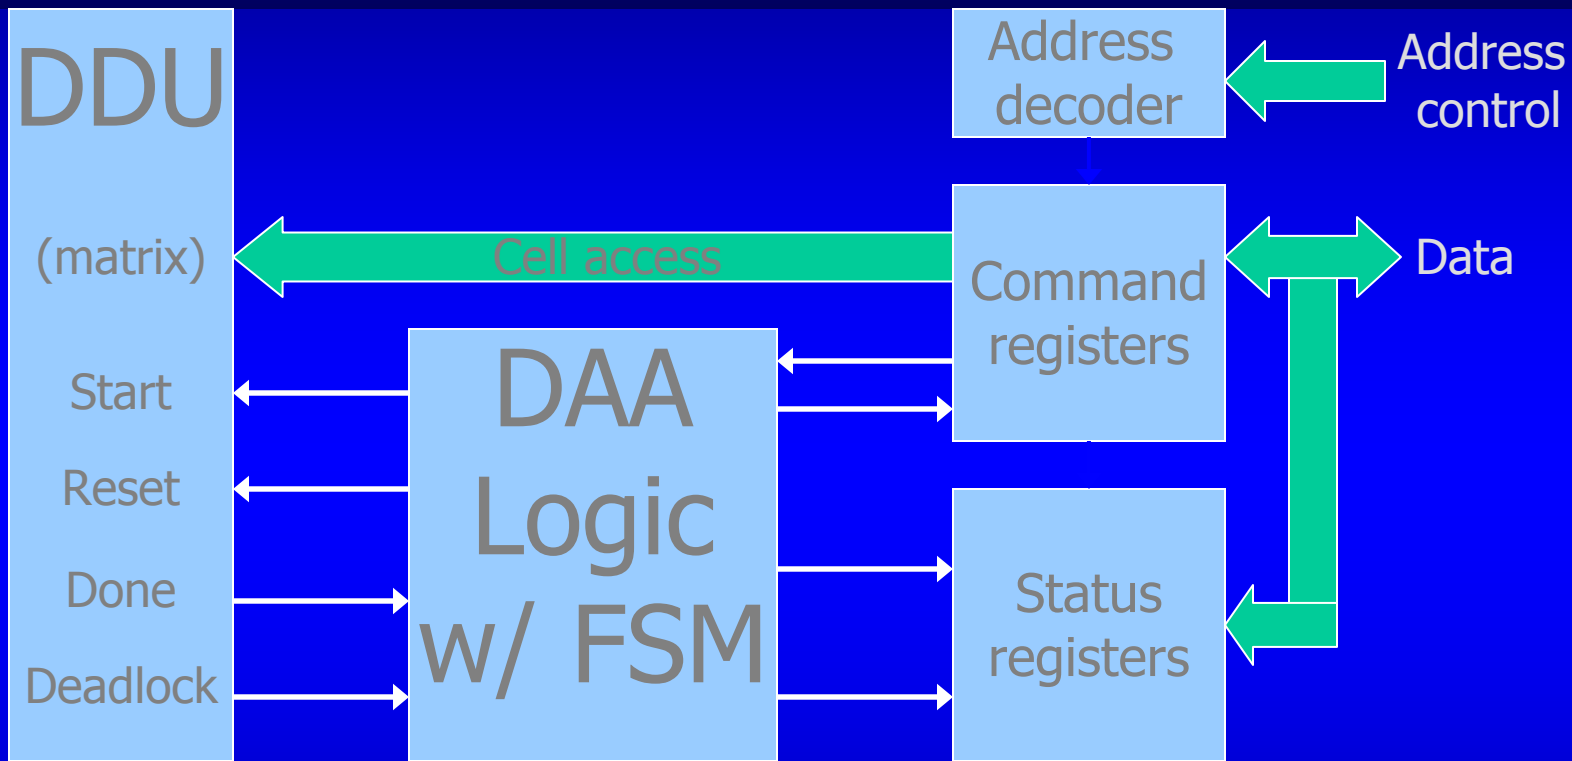 DDU
(matrix)
Start
Reset
Done
Deadlock
Cell access
DAA
Logic
w/ FSM
Address
decoder
Command
registers
Status
registers
Address
control
Data